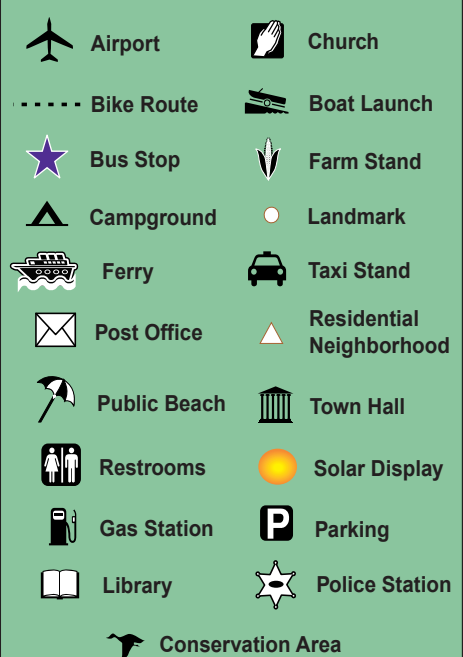 Airport
Church
Bike Route
Boat Launch
Bus Stop
Farm Stand
Campground
Landmark
Ferry
Taxi Stand
Post Office
Residential
Neighborhood
Public Beach
Town Hall
Restrooms
Solar Display
Gas Station
P
Parking
Library
Police Station
Conservation Area